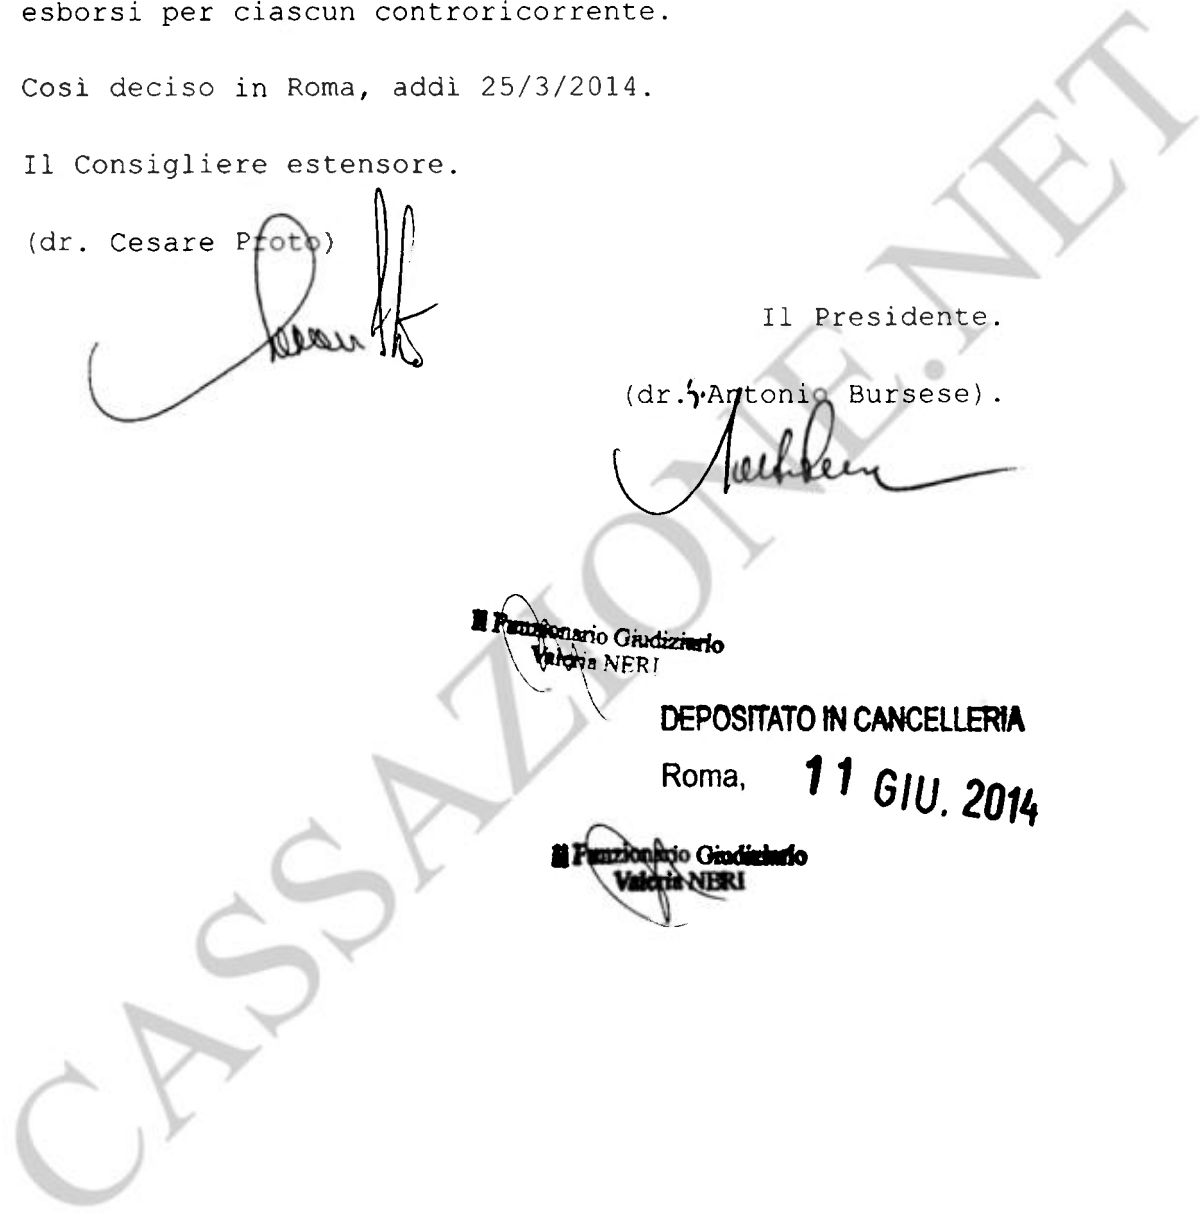 esborsi per ciascun controricorrente.
Così deciso in Roma, addì 25/3/2014.
Il Consigliere estensore.
(dr. Cesare Proto)
Il Presidente.
(dr. Antonio Bursese).
Il Funzionario Giudiziario
Valeria NERI
DEPOSITATO IN CANCELLERIA
Roma, 11 GIU. 2014
Il Funzionario Giudiziario
Valeria NERI
CASSAZIONE.NET